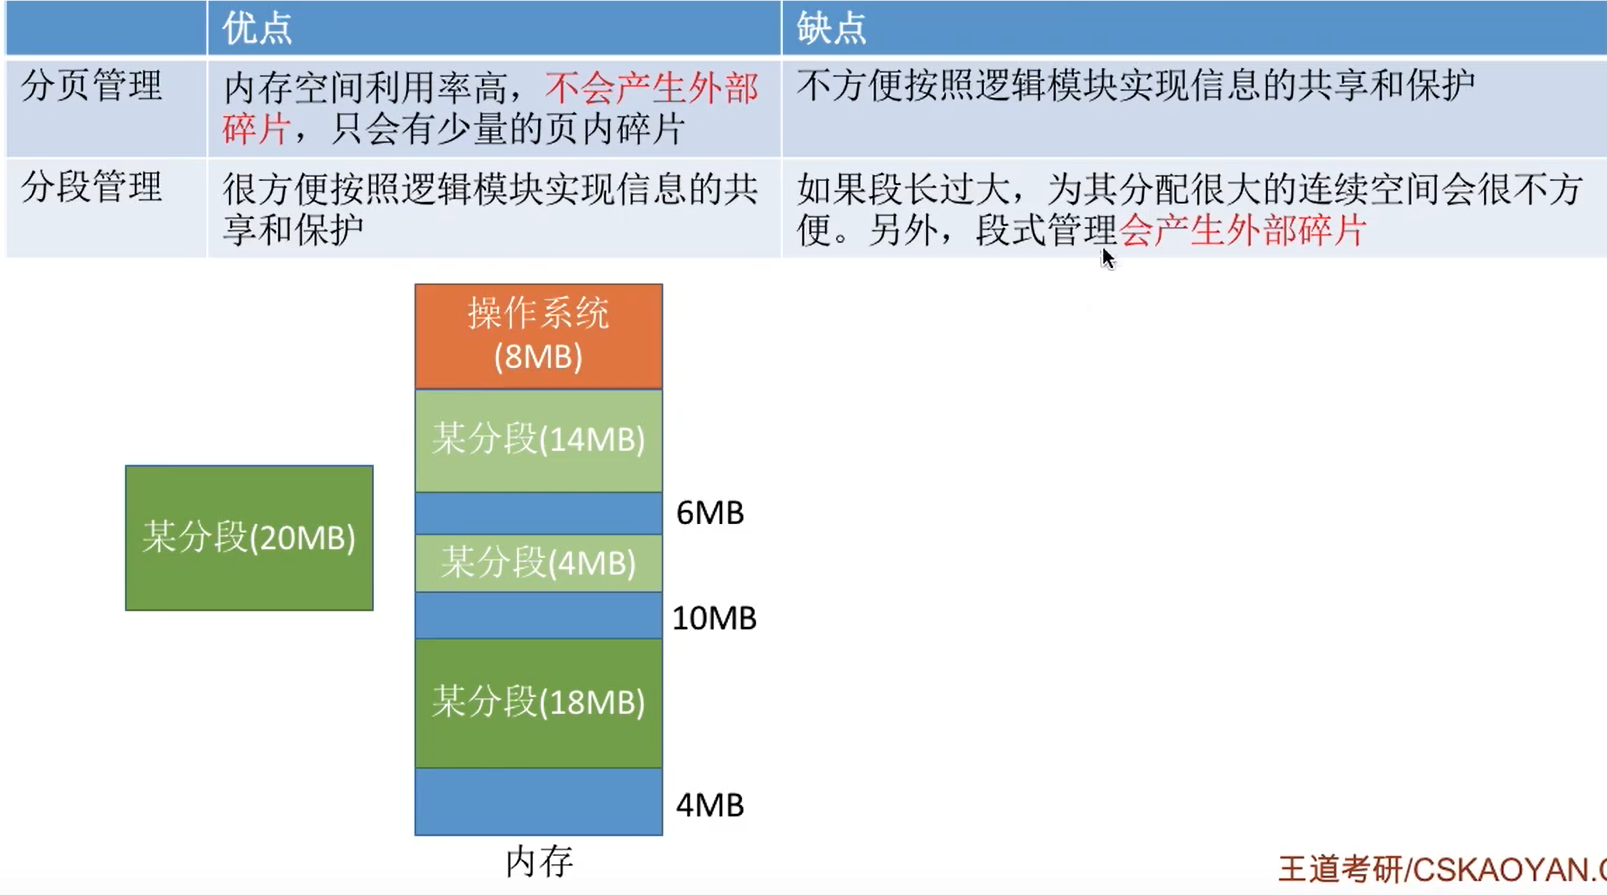 优点
缺点
分页管理
内存空间利用率高，不会产生外部
碎片，只会有少量的页内碎片
不方便按照逻辑模块实现信息的共享和保护
分段管理
很方便按照逻辑模块实现信息的共
享和保护
如果段长过大，为其分配很大的连续空间会很不方
便。另外，段式管理会产生外部碎片
操作系统
(8MB)
某分段(14MB)
6MB
某分段(20MB)
某分段(4MB)
10MB
某分段(18MB)
4MB
内存
王道考研/CSKAOYAN.